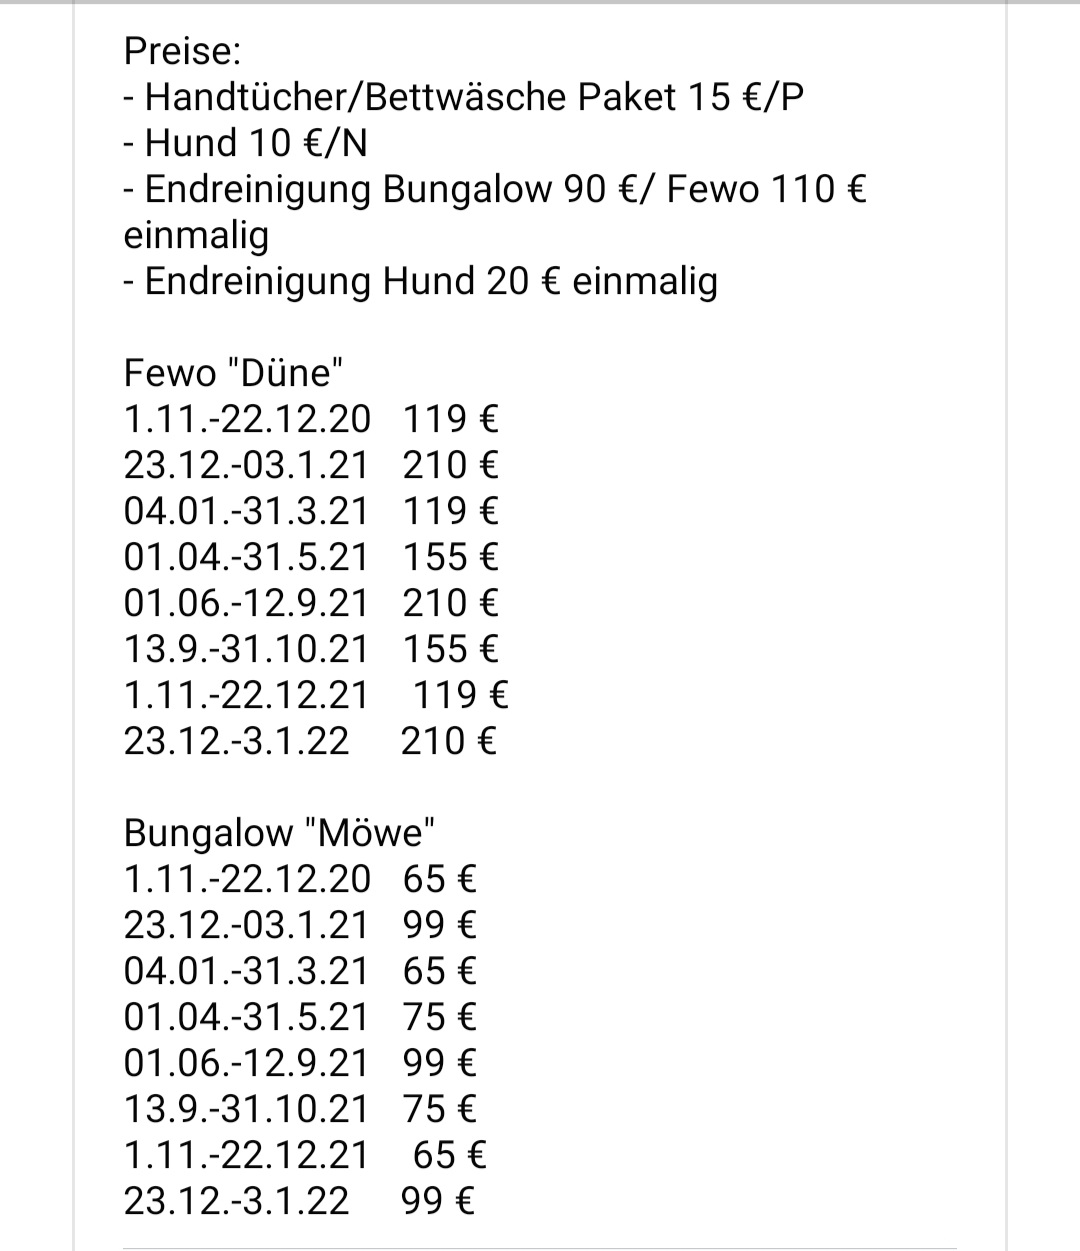 Preise:
- Handtücher/Bettwäsche Paket 15 €/P
- Hund 10 €/N
- Endreinigung Bungalow 90 €/ Fewo 110 €
einmalig
- Endreinigung Hund 20 € einmalig
Fewo "Düne"
1.11.-22.12.20 119 €
23.12.-03.1.21 210 €
04.01.-31.3.21 119 €
01.04.-31.5.21 155 €
01.06.-12.9.21 210 €
13.9.-31.10.21 155 €
1.11.-22.12.21 119 €
23.12.-3.1.22 210 €
Bungalow "Möwe"
1.11.-22.12.20 65 €
23.12.-03.1.21 99 €
04.01.-31.3.21 65 €
01.04.-31.5.21 75 €
01.06.-12.9.21 99 €
13.9.-31.10.21 75 €
1.11.-22.12.21 65 €
23.12.-3.1.22 99 €